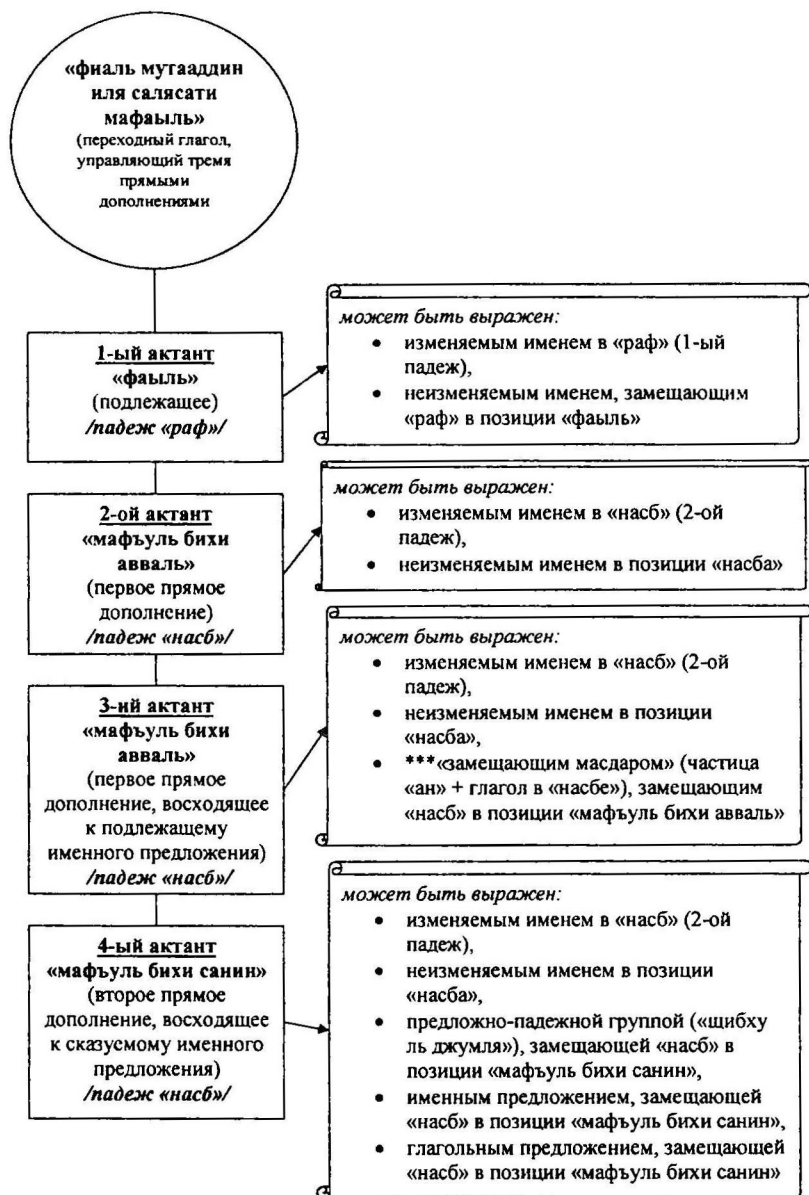 «фиаль мутааддин
иля салясати
мафаыль»
(переходный глагол,
управляющий тремя
прямыми
дополнениями
1-ый актант
«фаыль»
(подлежащее)
/падеж «раф»/
может быть выражен:
• изменяемым именем в «раф» (1-ый
падеж),
• неизменяемым именем, замещающим
«раф» в позиции «фаыль»
2-ой актант
«мафъуль бихи
авваль»
(первое прямое
дополнение)
/падеж «насб»/
может быть выражен:
• изменяемым именем в «насб» (2-ой
падеж),
• неизменяемым именем в позиции «насба»
3-ий актант
«мафъуль бихи
авваль»
(первое прямое
дополнение, восходящее
к подлежащему
именного предложения)
/падеж «насб»/
может быть выражен:
• изменяемым именем в «насб» (2-ой
падеж),
• неизменяемым именем в позиции
«насба»,
• ***«замещающим масдаром» (частица
«ан» + глагол в «насбе»), замещающим
«насб» в позиции «мафъуль бихи авваль»
4-ый актант
«мафъуль бихи санин»
(второе прямое
дополнение, восходящее
к сказуемому именного
предложения)
/падеж «насб»/
может быть выражен:
• изменяемым именем в «насб» (2-ой
падеж),
• неизменяемым именем в позиции
«насба»,
• предложно-падежной группой («щибху
ль джумля»), замещающей «насб» в
позиции «мафъуль бихи санин»,
• именным предложением, замещающей
«насб» в позиции «мафъуль бихи санин»,
• глагольным предложением, замещающей
«насб» в позиции «мафъуль бихи санин»